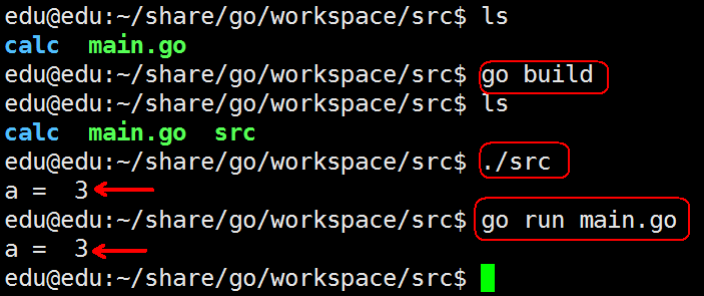 edu@edu:~/share/go/workspace/src$ ls
calc  main.go
edu@edu:~/share/go/workspace/src$ go build
edu@edu:~/share/go/workspace/src$ ls
calc  main.go  src
edu@edu:~/share/go/workspace/src$ ./src
a =  3
edu@edu:~/share/go/workspace/src$ go run main.go
a =  3
edu@edu:~/share/go/workspace/src$